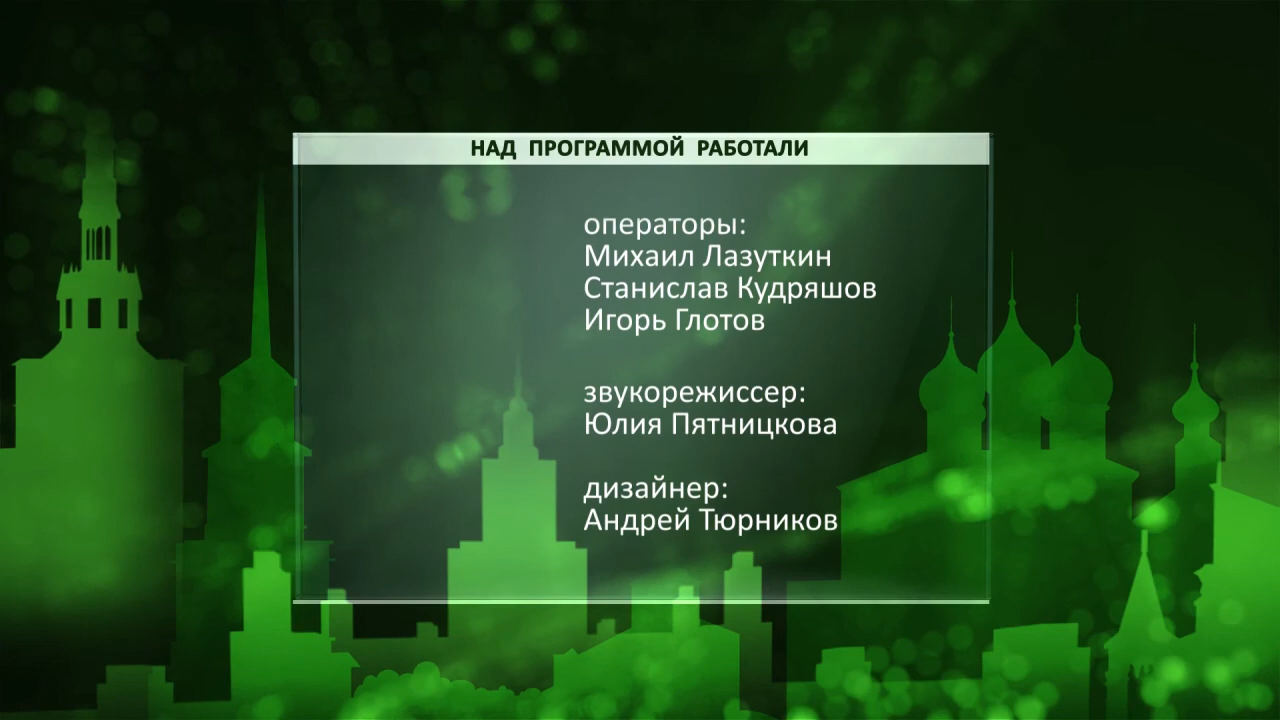 НАД ПРОГРАММОЙ РАБОТАЛИ
операторы:
Михаил Лазуткин
Станислав Кудряшов
Игорь Глотов
звукорежиссер:
Юлия Пятницкова
дизайнер:
Андрей Тюрников